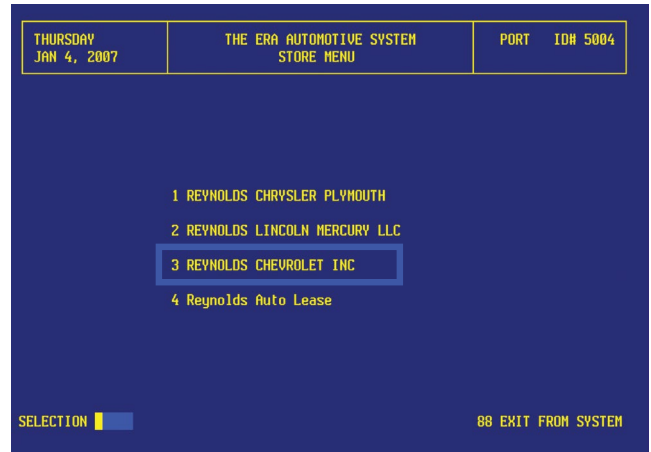 THURSDAY
JAN 4, 2007
THE ERA AUTOMOTIVE SYSTEM
STORE MENU
PORT ID# 5004
1 REYNOLDS CHRYSLER PLYMOUTH
2 REYNOLDS LINCOLN MERCURY LLC
3 REYNOLDS CHEVROLET INC
4 Reynolds Auto Lease
SELECTION
88 EXIT FROM SYSTEM